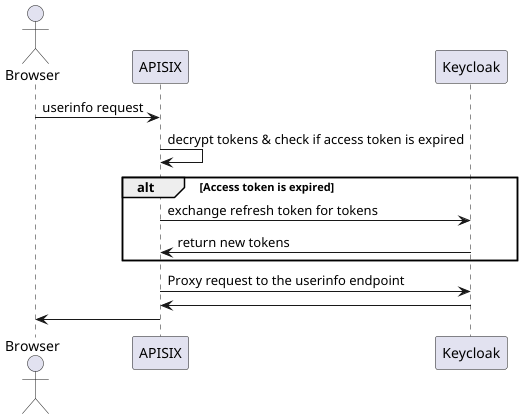 Browser
APISIX
Keycloak
userinfo request
decrypt tokens & check if access token is expired
alt
[Access token is expired]
exchange refresh token for tokens
return new tokens
Proxy request to the userinfo endpoint
Browser
APISIX
Keycloak